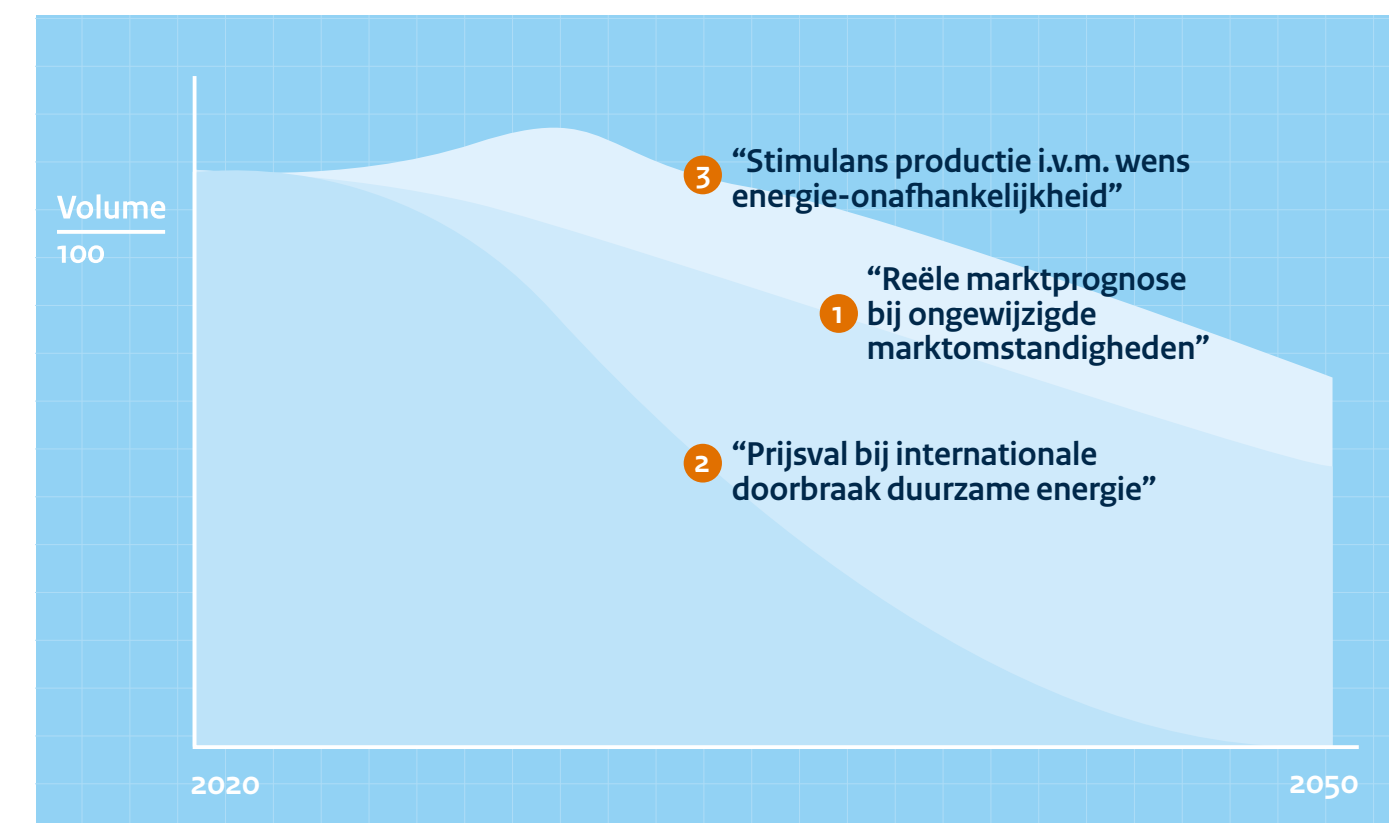 3 “Stimulans productie i.v.m. wens
energie-onafhankelijkheid”
Volume
100
“Reële marktprognose
1 bij ongewijzigde
marktomstandigheden”
2 “Prijsval bij internationale
doorbraak duurzame energie”
2020
2050